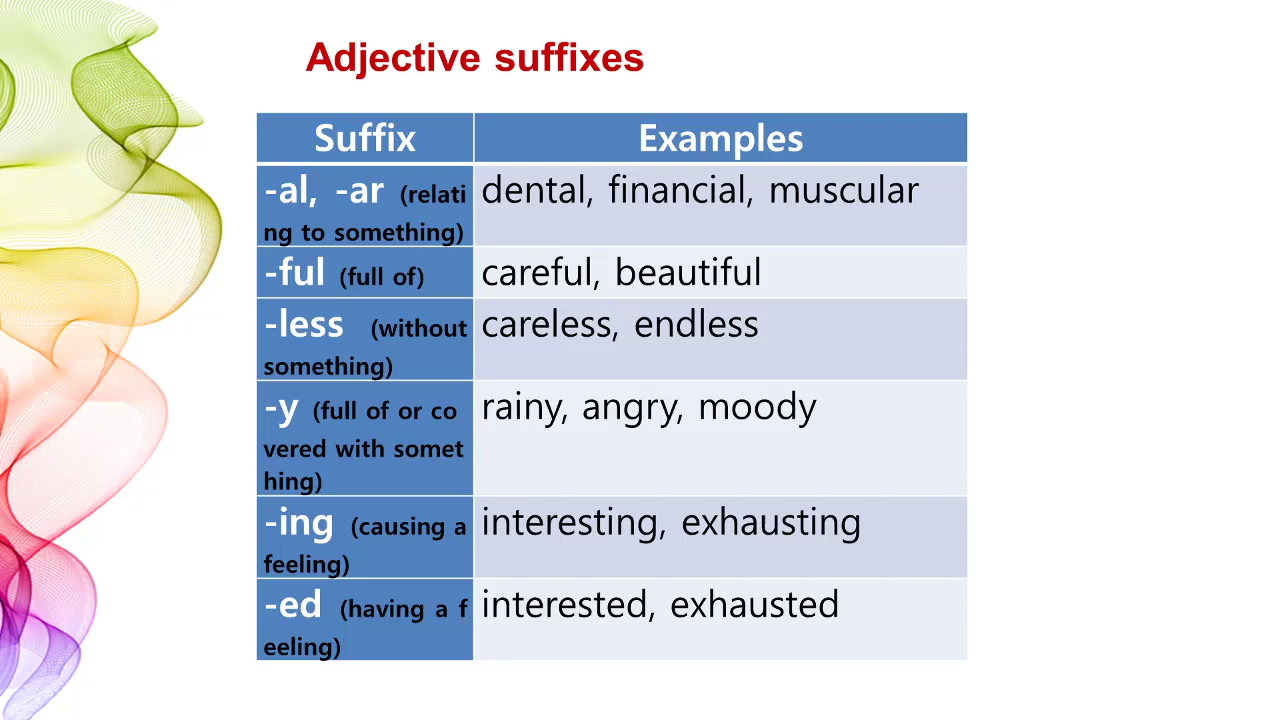 Adjective suffixes
Suffix Examples
-al, -ar (relati dental, financial, muscular
ng to something)
-ful (full of) careful, beautiful
-less (without careless, endless
something)
-y (full of or co rainy, angry, moody
vered with somet
hing)
-ing (causing a interesting, exhausting
feeling)
-ed (having a f interested, exhausted
eeling)